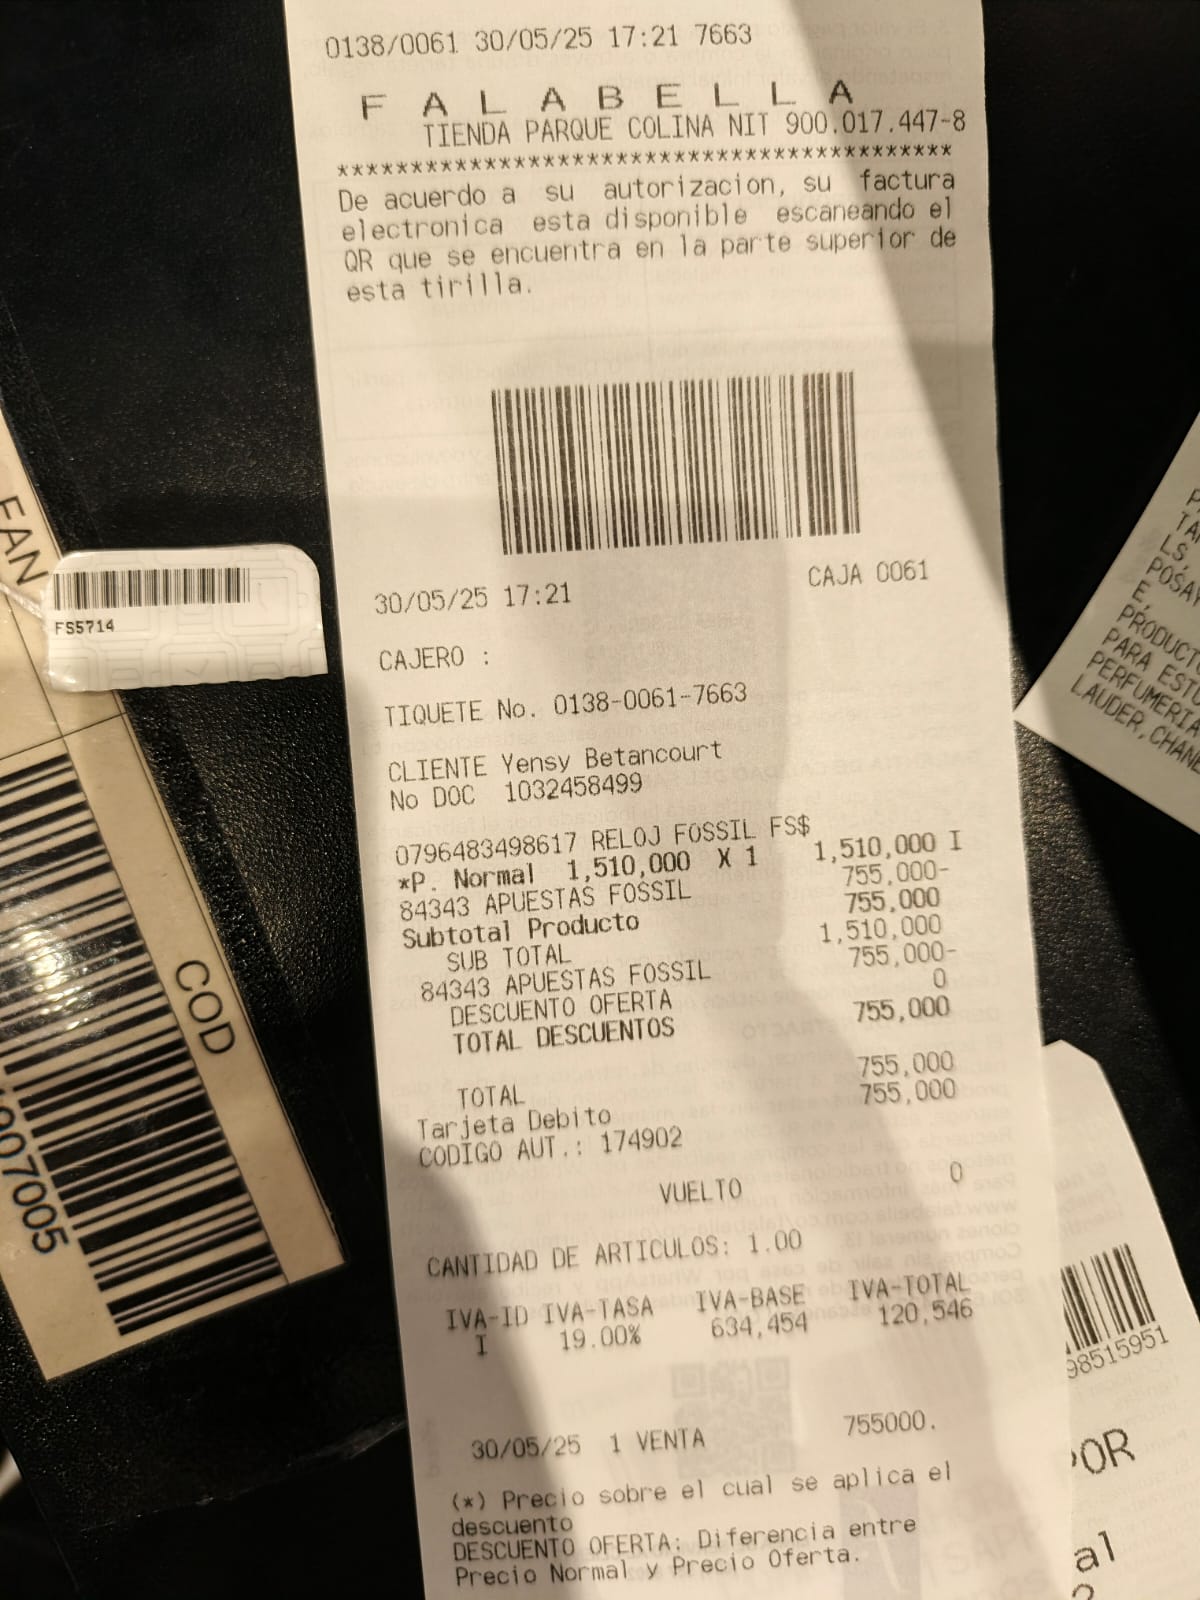 0138/0061 30/05/25 17:21 7663
F A L A B E L L A
TIENDA PARQUE COLINA NIT 900.017.447-8
******************************************
De acuerdo a su autorizacion, su factura
electronica esta disponible escaneando el
QR que se encuentra en la parte superior de
esta tirilla.
30/05/25 17:21 CAJA 0061
CAJERO :
TIQUETE No. 0138-0061-7663
CLIENTE Yensy Betancourt
No DOC 1032458499
0796483498617 RELOJ FOSSIL FS$
*P. Normal 1,510,000 X 1 1,510,000 I
84343 APUESTAS FOSSIL 755,000-
Subtotal Producto 755,000
SUB TOTAL 1,510,000
84343 APUESTAS FOSSIL 755,000-
DESCUENTO OFERTA 0
TOTAL DESCUENTOS 755,000
TOTAL 755,000
Tarjeta Debito 755,000
CODIGO AUT.: 174902
VUELTO 0
CANTIDAD DE ARTICULOS: 1.00
IVA-ID IVA-TASA IVA-BASE IVA-TOTAL
I 19.00% 634,454 120,546
30/05/25 1 VENTA 755000.
(*) Precio sobre el cual se aplica el
descuento
DESCUENTO OFERTA: Diferencia entre
Precio Normal y Precio Oferta.
FAN
FS5714
COD
07005
POSAY
E,
PRODUCT
PARA EST
PERFUMERIA
LAUDER, CHANE
98515951
POR
al